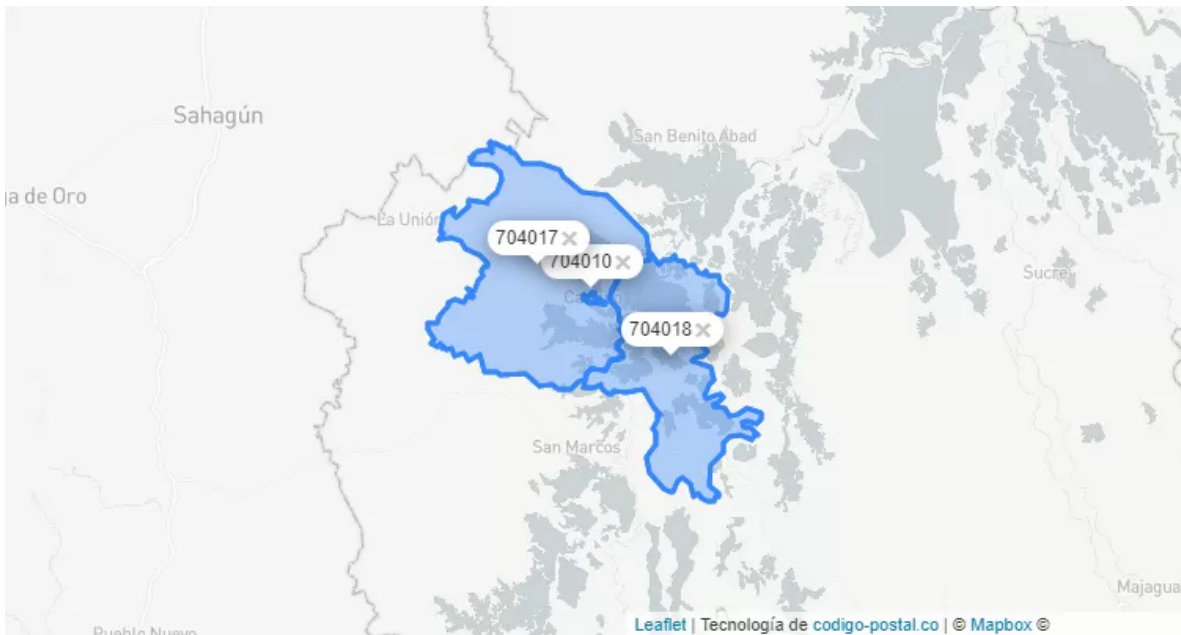 Sahagún
San Benito Abad
a de Oro
La Unión
704017 ×
704010 ×
Sucre
704018 ×
San Marcos
Majagua
Pueblo Nuevo
Leaflet | Tecnología de codigo-postal.co | © Mapbox ©